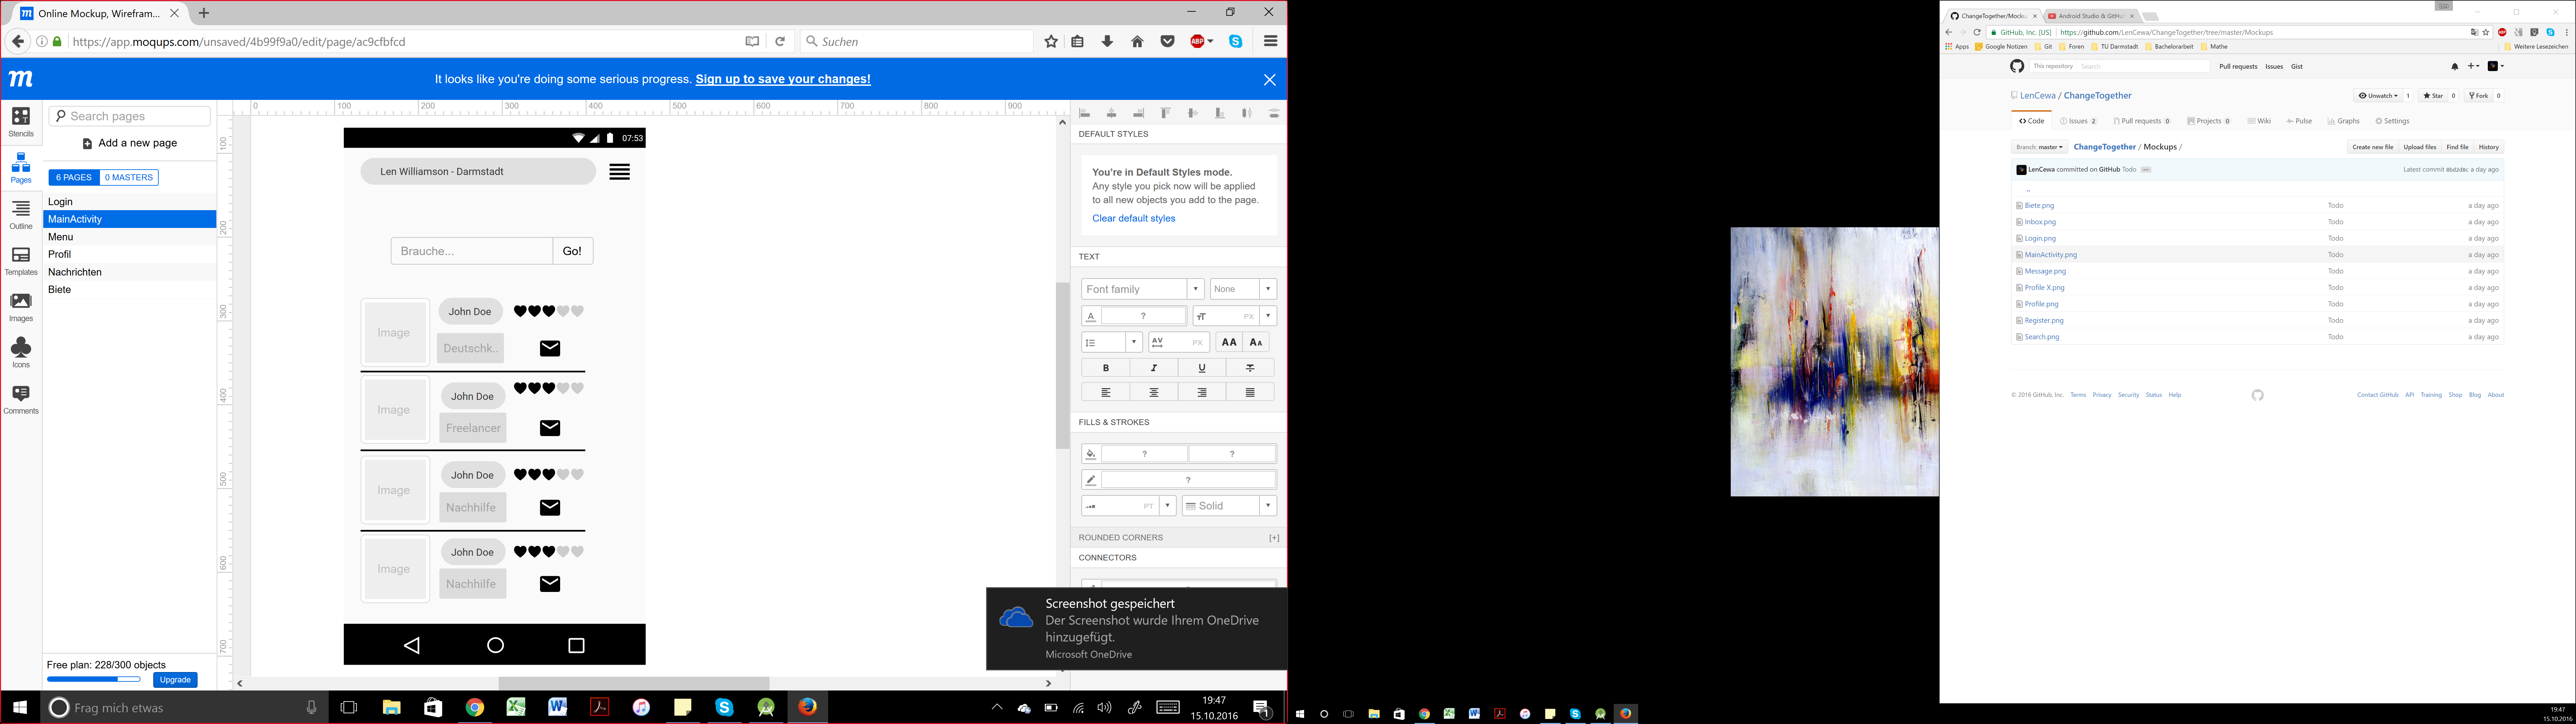 Online Mockup, Wirefram...
https://app.moqups.com/unsaved/4b99f9a0/edit/page/ac9cfbfcd
Suchen
ABP
m
It looks like you're doing some serious progress. Sign up to save your changes!
Stencils
Pages
Outline
Templates
Images
Icons
Comments
Search pages
Add a new page
6 PAGES
0 MASTERS
Login
MainActivity
Menu
Profil
Nachrichten
Biete
Free plan: 228/300 objects
Upgrade
0 100 200 300 400 500 600 700 800 900
100
200
300
400
500
600
700
07:53
Len Williamson - Darmstadt
Brauche...
Go!
Image
John Doe
Deutschk..
Image
John Doe
Freelancer
Image
John Doe
Nachhilfe
Image
John Doe
Nachhilfe
DEFAULT STYLES
You're in Default Styles mode.
Any style you pick now will be applied
to all new objects you add to the page.
Clear default styles
TEXT
Font family
None
A ?
TT PX
AV PX
AA AA
B I U T
FILLS & STROKES
? ?
?
PT
Solid
ROUNDED CORNERS [+]
CONNECTORS
Screenshot gespeichert
Der Screenshot wurde Ihrem OneDrive
hinzugefügt.
Microsoft OneDrive
Frag mich etwas
19:47
15.10.2016
1
ChangeTogether/Mocku
Android Studio & GitHu
GitHub, Inc. [US] https://github.com/LenCewa/ChangeTogether/tree/master/Mockups
Apps Google Notizen Git Foren TU Darmstadt Bachelorarbeit Mathe Weitere Lesezeichen
This repository Search Pull requests Issues Gist
LenCewa / ChangeTogether
Unwatch 1 Star 0 Fork 0
Code Issues 2 Pull requests 0 Projects 0 Wiki Pulse Graphs Settings
Branch: master ChangeTogether / Mockups /
Create new file Upload files Find file History
LenCewa committed on GitHub Todo
Latest commit 0bd2d8c a day ago
..
Biete.png Todo a day ago
Inbox.png Todo a day ago
Login.png Todo a day ago
MainActivity.png Todo a day ago
Message.png Todo a day ago
Profile X.png Todo a day ago
Profile.png Todo a day ago
Register.png Todo a day ago
Search.png Todo a day ago
© 2016 GitHub, Inc. Terms Privacy Security Status Help
Contact GitHub API Training Shop Blog About
19:47
15.10.2016